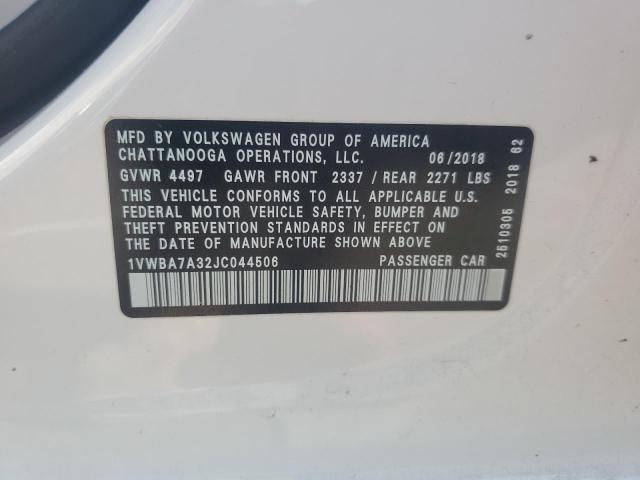 MFD BY VOLKSWAGEN GROUP OF AMERICA
CHATTANOOGA OPERATIONS, LLC. 06/2018
GVWR 4497 GAWR FRONT 2337 / REAR 2271 LBS
THIS VEHICLE CONFORMS TO ALL APPLICABLE U.S.
FEDERAL MOTOR VEHICLE SAFETY, BUMPER AND
THEFT PREVENTION STANDARDS IN EFFECT ON
THE DATE OF MANUFACTURE SHOWN ABOVE
1VWBA7A32JC044506 PASSENGER CAR
2510305 2018 62